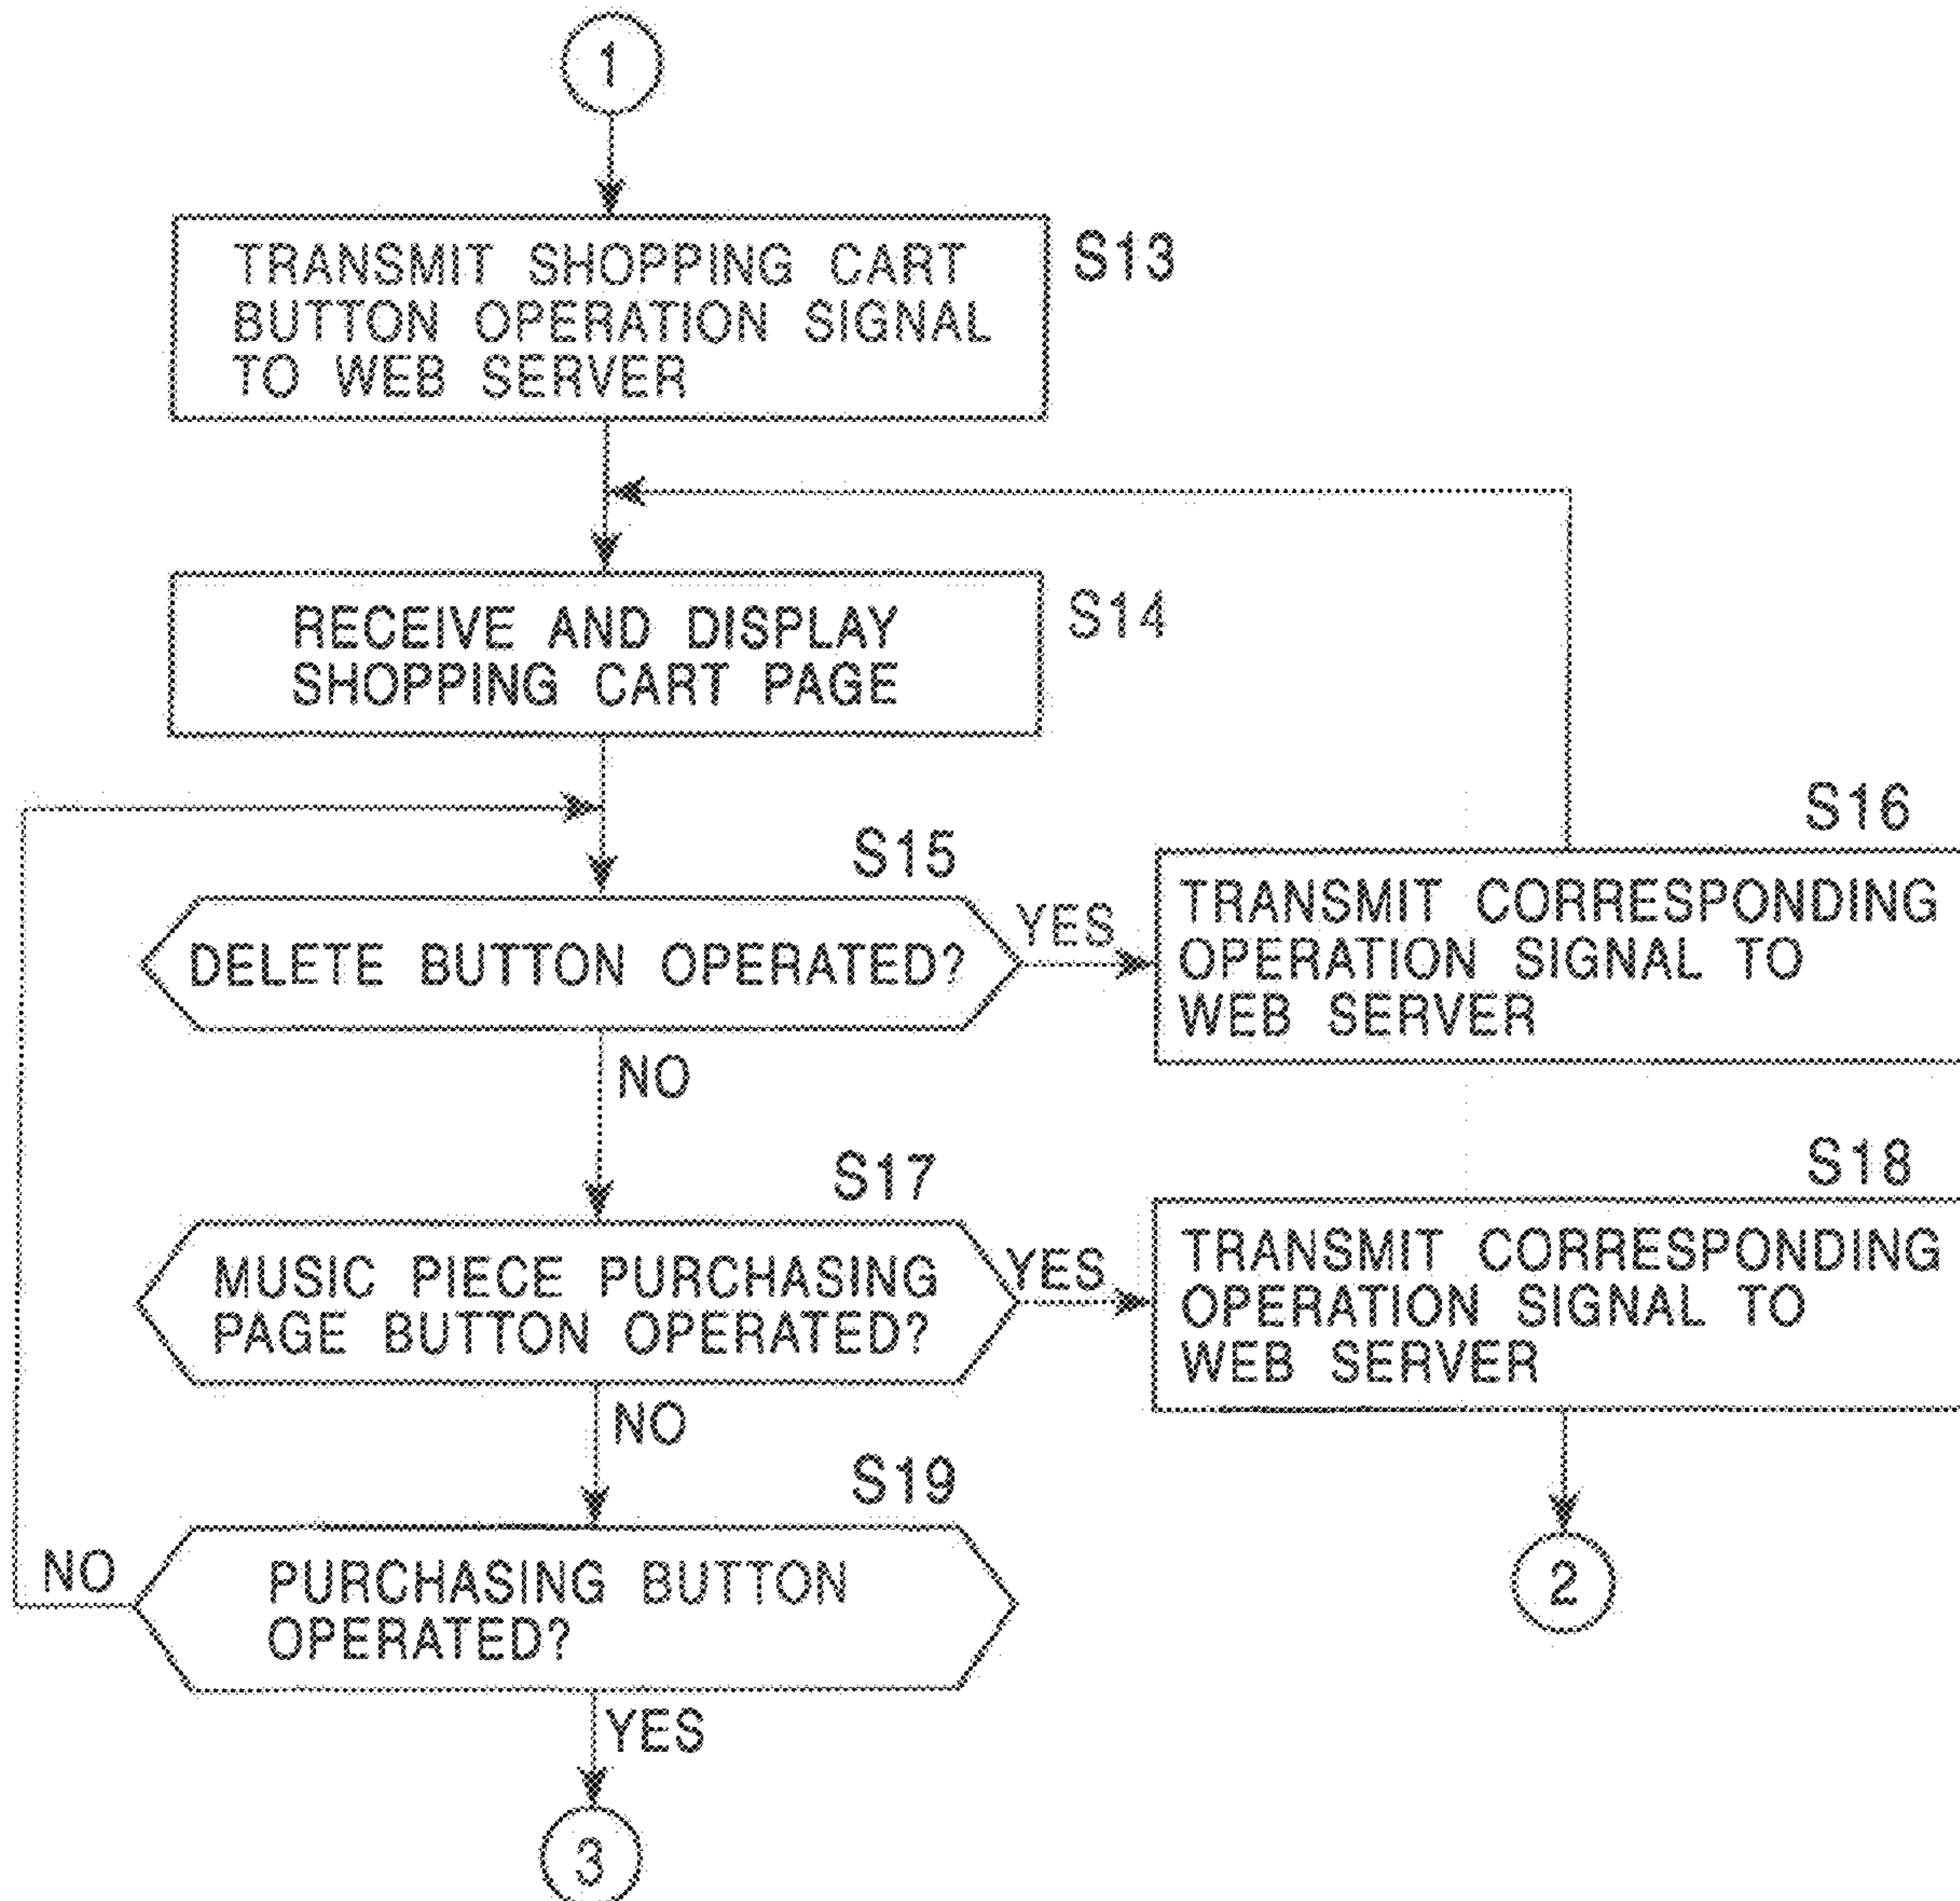 1
TRANSMIT SHOPPING CART
BUTTON OPERATION SIGNAL
TO WEB SERVER
S13
RECEIVE AND DISPLAY
SHOPPING CART PAGE
S14
S15
DELETE BUTTON OPERATED?
YES
NO
S16
TRANSMIT CORRESPONDING
OPERATION SIGNAL TO
WEB SERVER
S17
MUSIC PIECE PURCHASING
PAGE BUTTON OPERATED?
YES
NO
S18
TRANSMIT CORRESPONDING
OPERATION SIGNAL TO
WEB SERVER
2
S19
PURCHASING BUTTON
OPERATED?
NO
YES
3